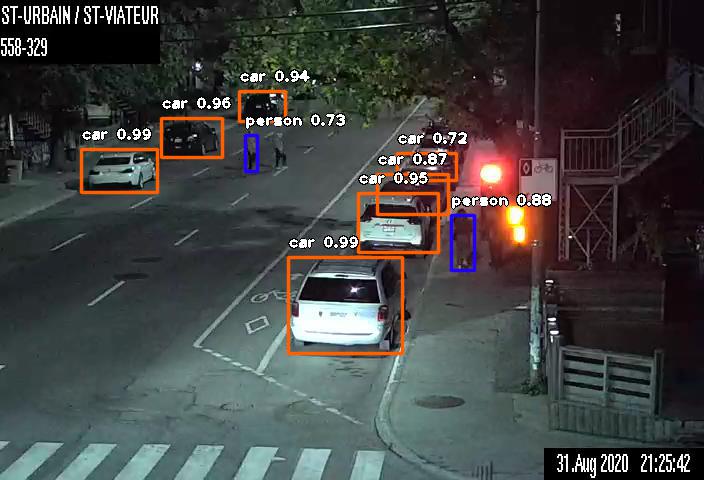 ST-URBAIN / ST-VIATEUR
558-329
car 0.94
car 0.96
person 0.73
car 0.99
car 0.72
car 0.87
car 0.95
person 0.88
car 0.99
31.Aug 2020 21:25:42